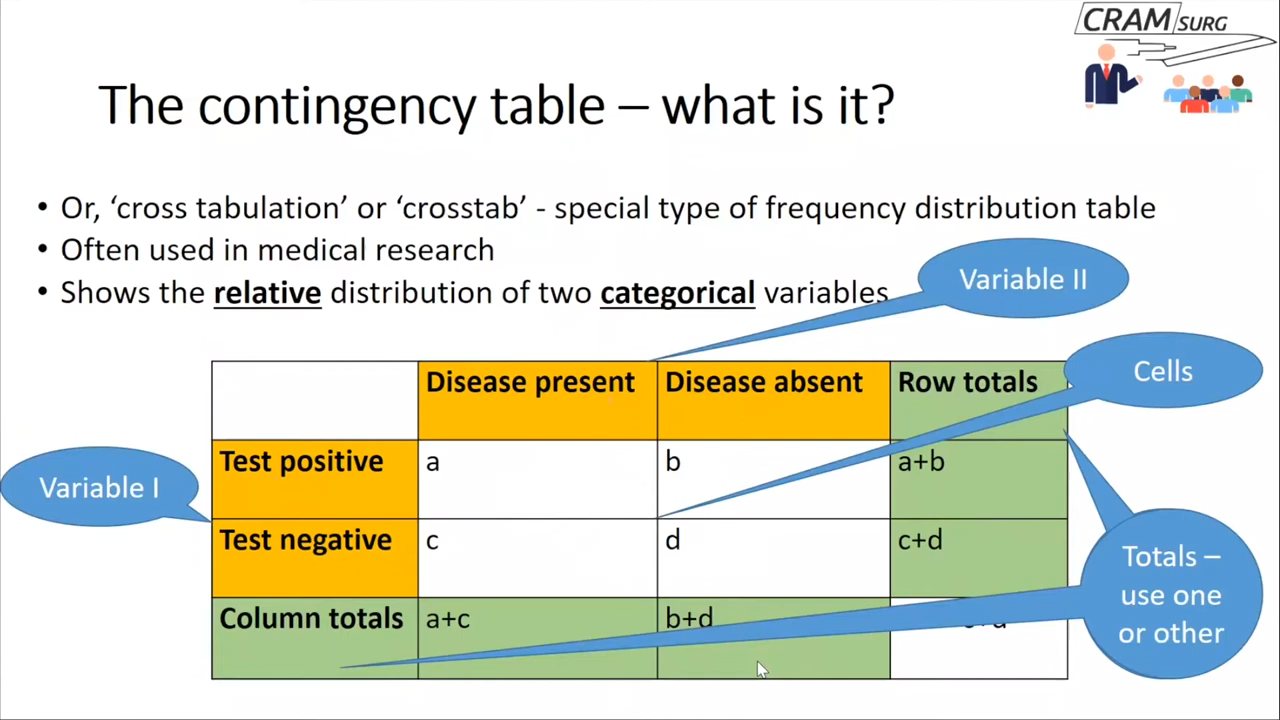 CRAM SURG
The contingency table – what is it?
• Or, ‘cross tabulation’ or ‘crosstab’ - special type of frequency distribution table
• Often used in medical research
• Shows the relative distribution of two categorical variables
Variable II
Cells
Disease present Disease absent Row totals
Variable I
Test positive a b a+b
Test negative c d c+d
Totals –
use one
or other
Column totals a+c b+d